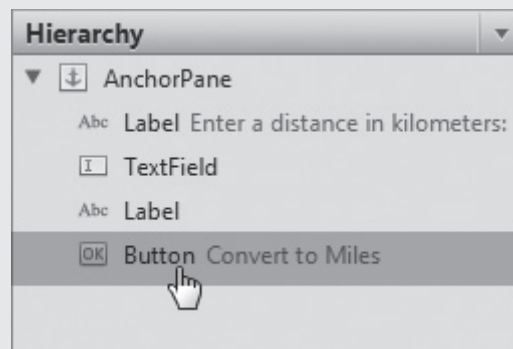 Hierarchy
AnchorPane
Abc Label Enter a distance in kilometers:
TextField
Abc Label
OK Button Convert to Miles